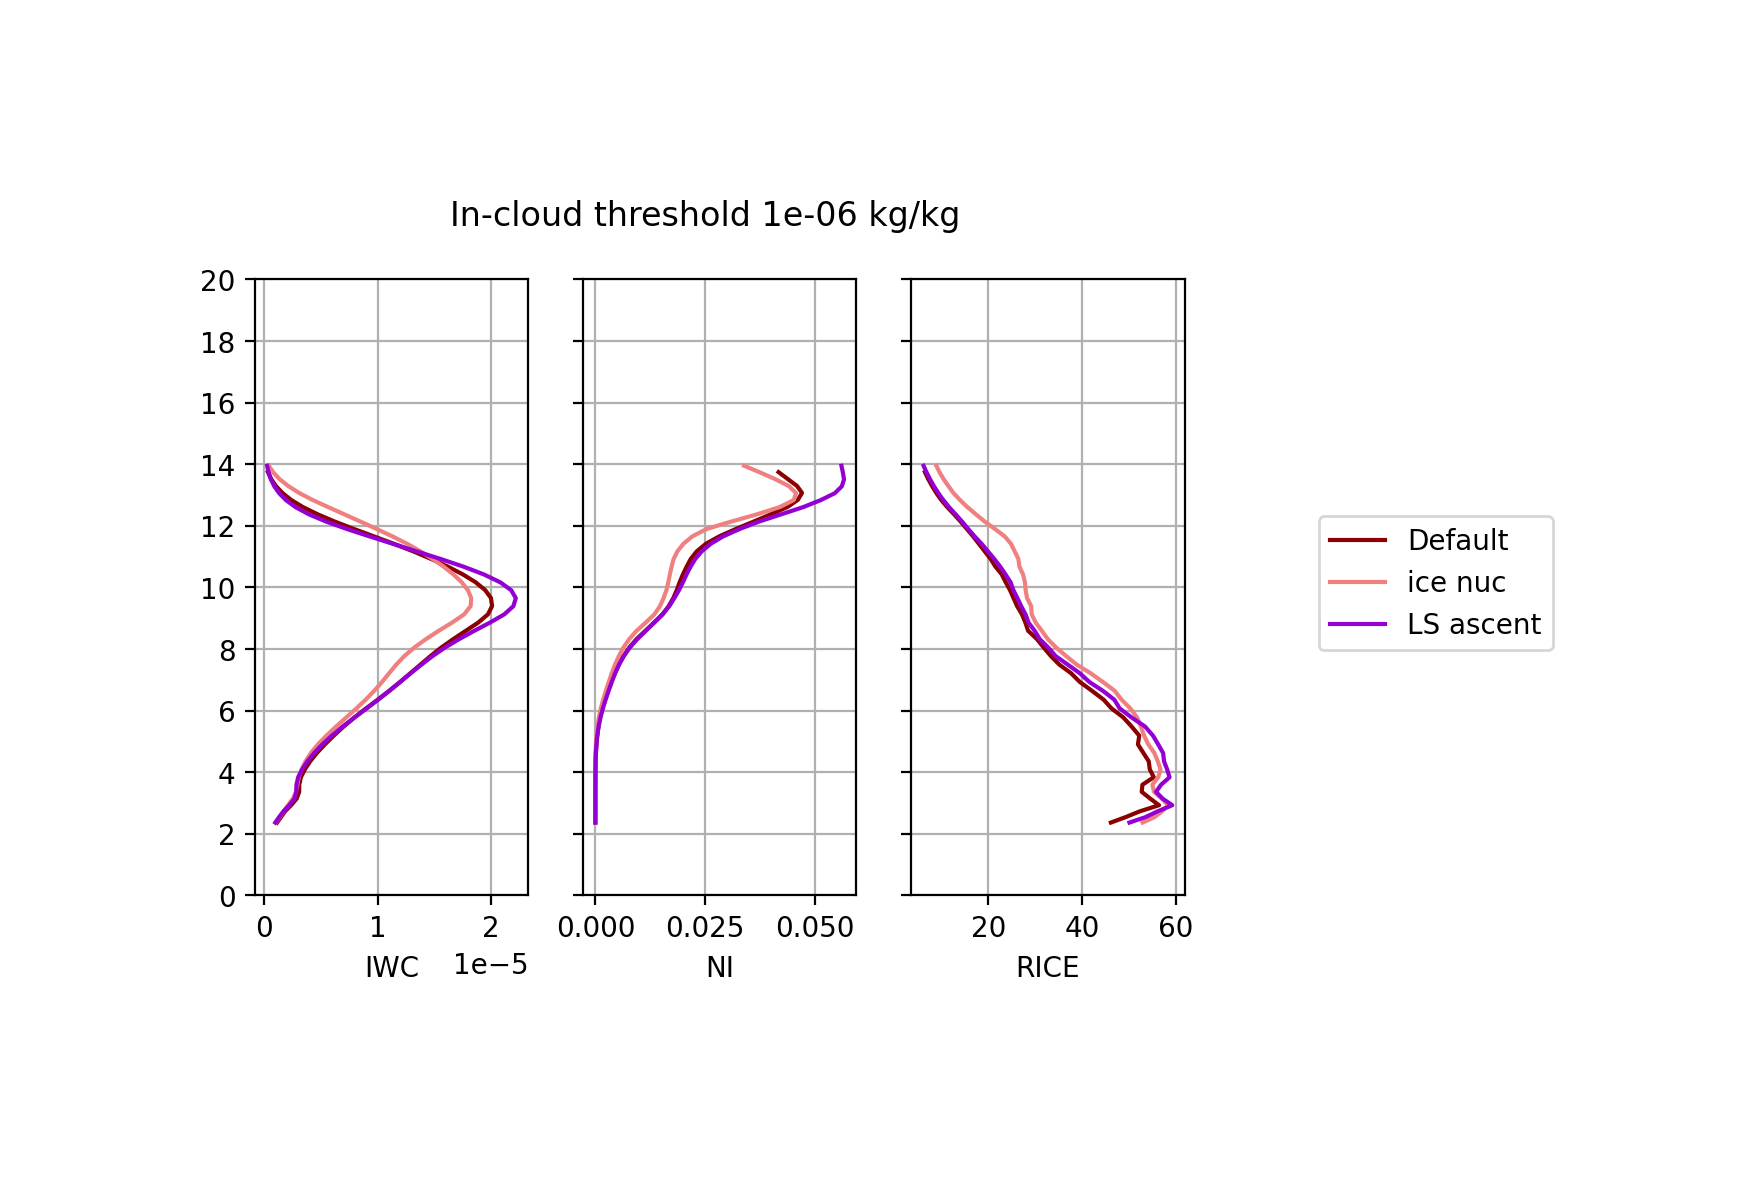 In-cloud threshold 1e-06 kg/kg
20
18
16
14
12
10
8
6
4
2
0
0 1 2
1e−5
IWC
0.000 0.025 0.050
NI
20 40 60
RICE
Default
ice nuc
LS ascent